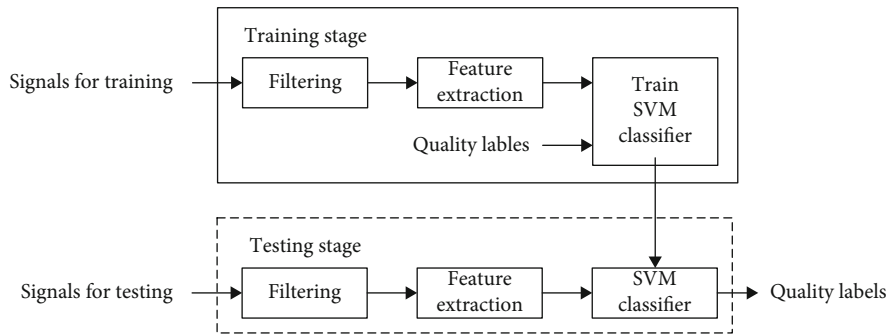 Training stage
Signals for training
Filtering
Feature
extraction
Train
SVM
classifier
Quality lables
Testing stage
Signals for testing
Filtering
Feature
extraction
SVM
classifier
Quality labels